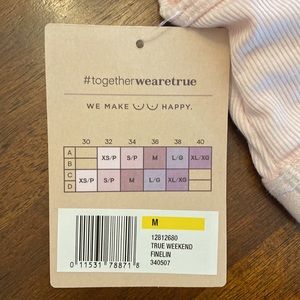 #togetherwearetrue
WE MAKE HAPPY.
30 32 34 36 38 40
A XS/P S/P M L/G XL/XG
B
C XS/P S/P M L/G XL/XG
D
M
12812680
TRUE WEEKEND
FINELIN
340507
0 11531 78871 8